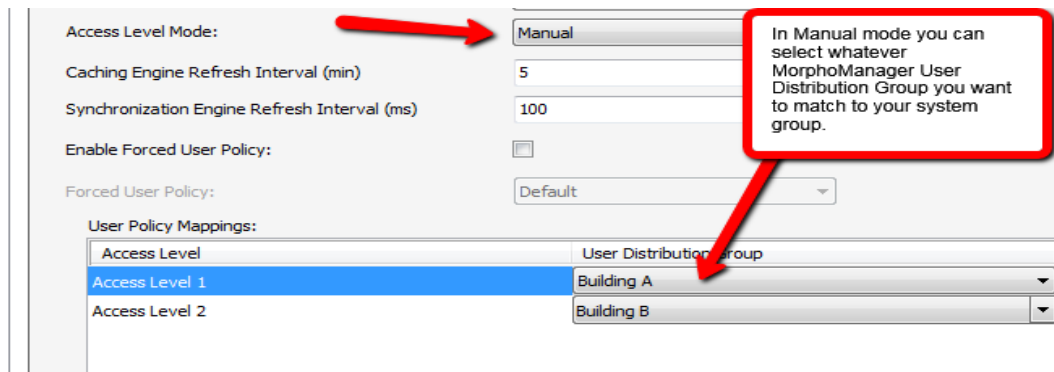 Access Level Mode:
Manual
In Manual mode you can
select whatever
MorphoManager User
Distribution Group you want
to match to your system
group.
Caching Engine Refresh Interval (min)
5
Synchronization Engine Refresh Interval (ms)
100
Enable Forced User Policy:
Forced User Policy:
Default
User Policy Mappings:
Access Level
User Distribution Group
Access Level 1
Building A
Access Level 2
Building B